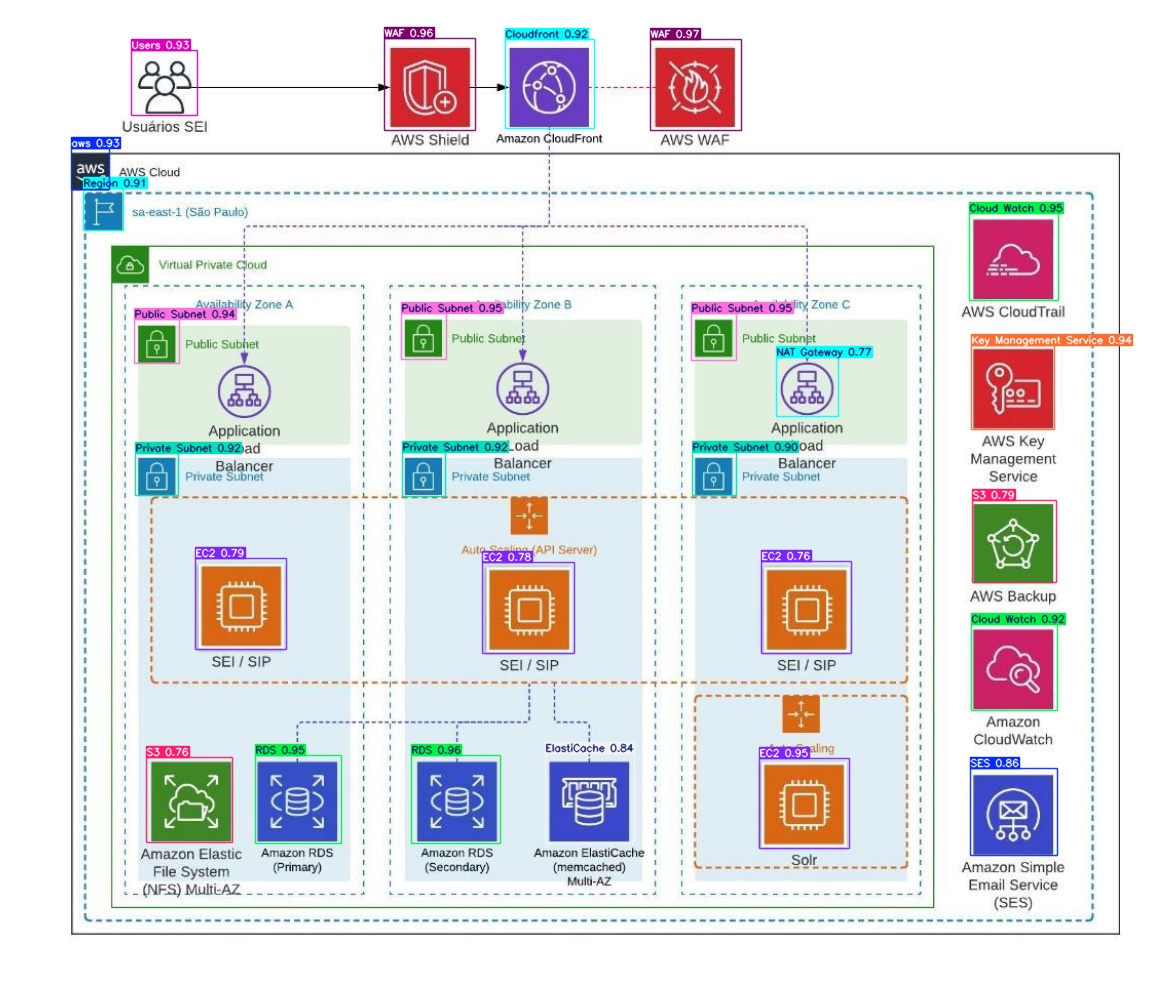 Users 0.93
WAF 0.96
Cloudfront 0.92
WAF 0.97
Usuários SEI
AWS Shield
Amazon CloudFront
AWS WAF
aws 0.93
aws
AWS Cloud
Region 0.91
sa-east-1 (São Paulo)
Virtual Private Cloud
Availability Zone A
Public Subnet 0.94
Public Subnet
Application
Balancer
Private Subnet 0.92
Private Subnet
Zone B
Public Subnet 0.95
Public Subnet
Application
Load
Balancer
Private Subnet 0.92
Private Subnet
Zone C
Public Subnet 0.95
Public Subnet
NAT Gateway 0.77
Application
Balancer
Private Subnet 0.90
Private Subnet
Auto Scaling (API Server)
EC2 0.79
SEI / SIP
EC2 0.78
SEI / SIP
EC2 0.76
SEI / SIP
S3 0.76
Amazon Elastic
File System
(NFS) Multi-AZ
RDS 0.95
Amazon RDS
(Primary)
RDS 0.96
Amazon RDS
(Secondary)
ElastiCache 0.84
Amazon ElastiCache
(memcached)
Multi-AZ
EC2 0.95
Solr
Cloud Watch 0.95
AWS CloudTrail
Key Management Service 0.94
AWS Key
Management
Service
S3 0.79
AWS Backup
Cloud Watch 0.92
Amazon
CloudWatch
SES 0.86
Amazon Simple
Email Service
(SES)